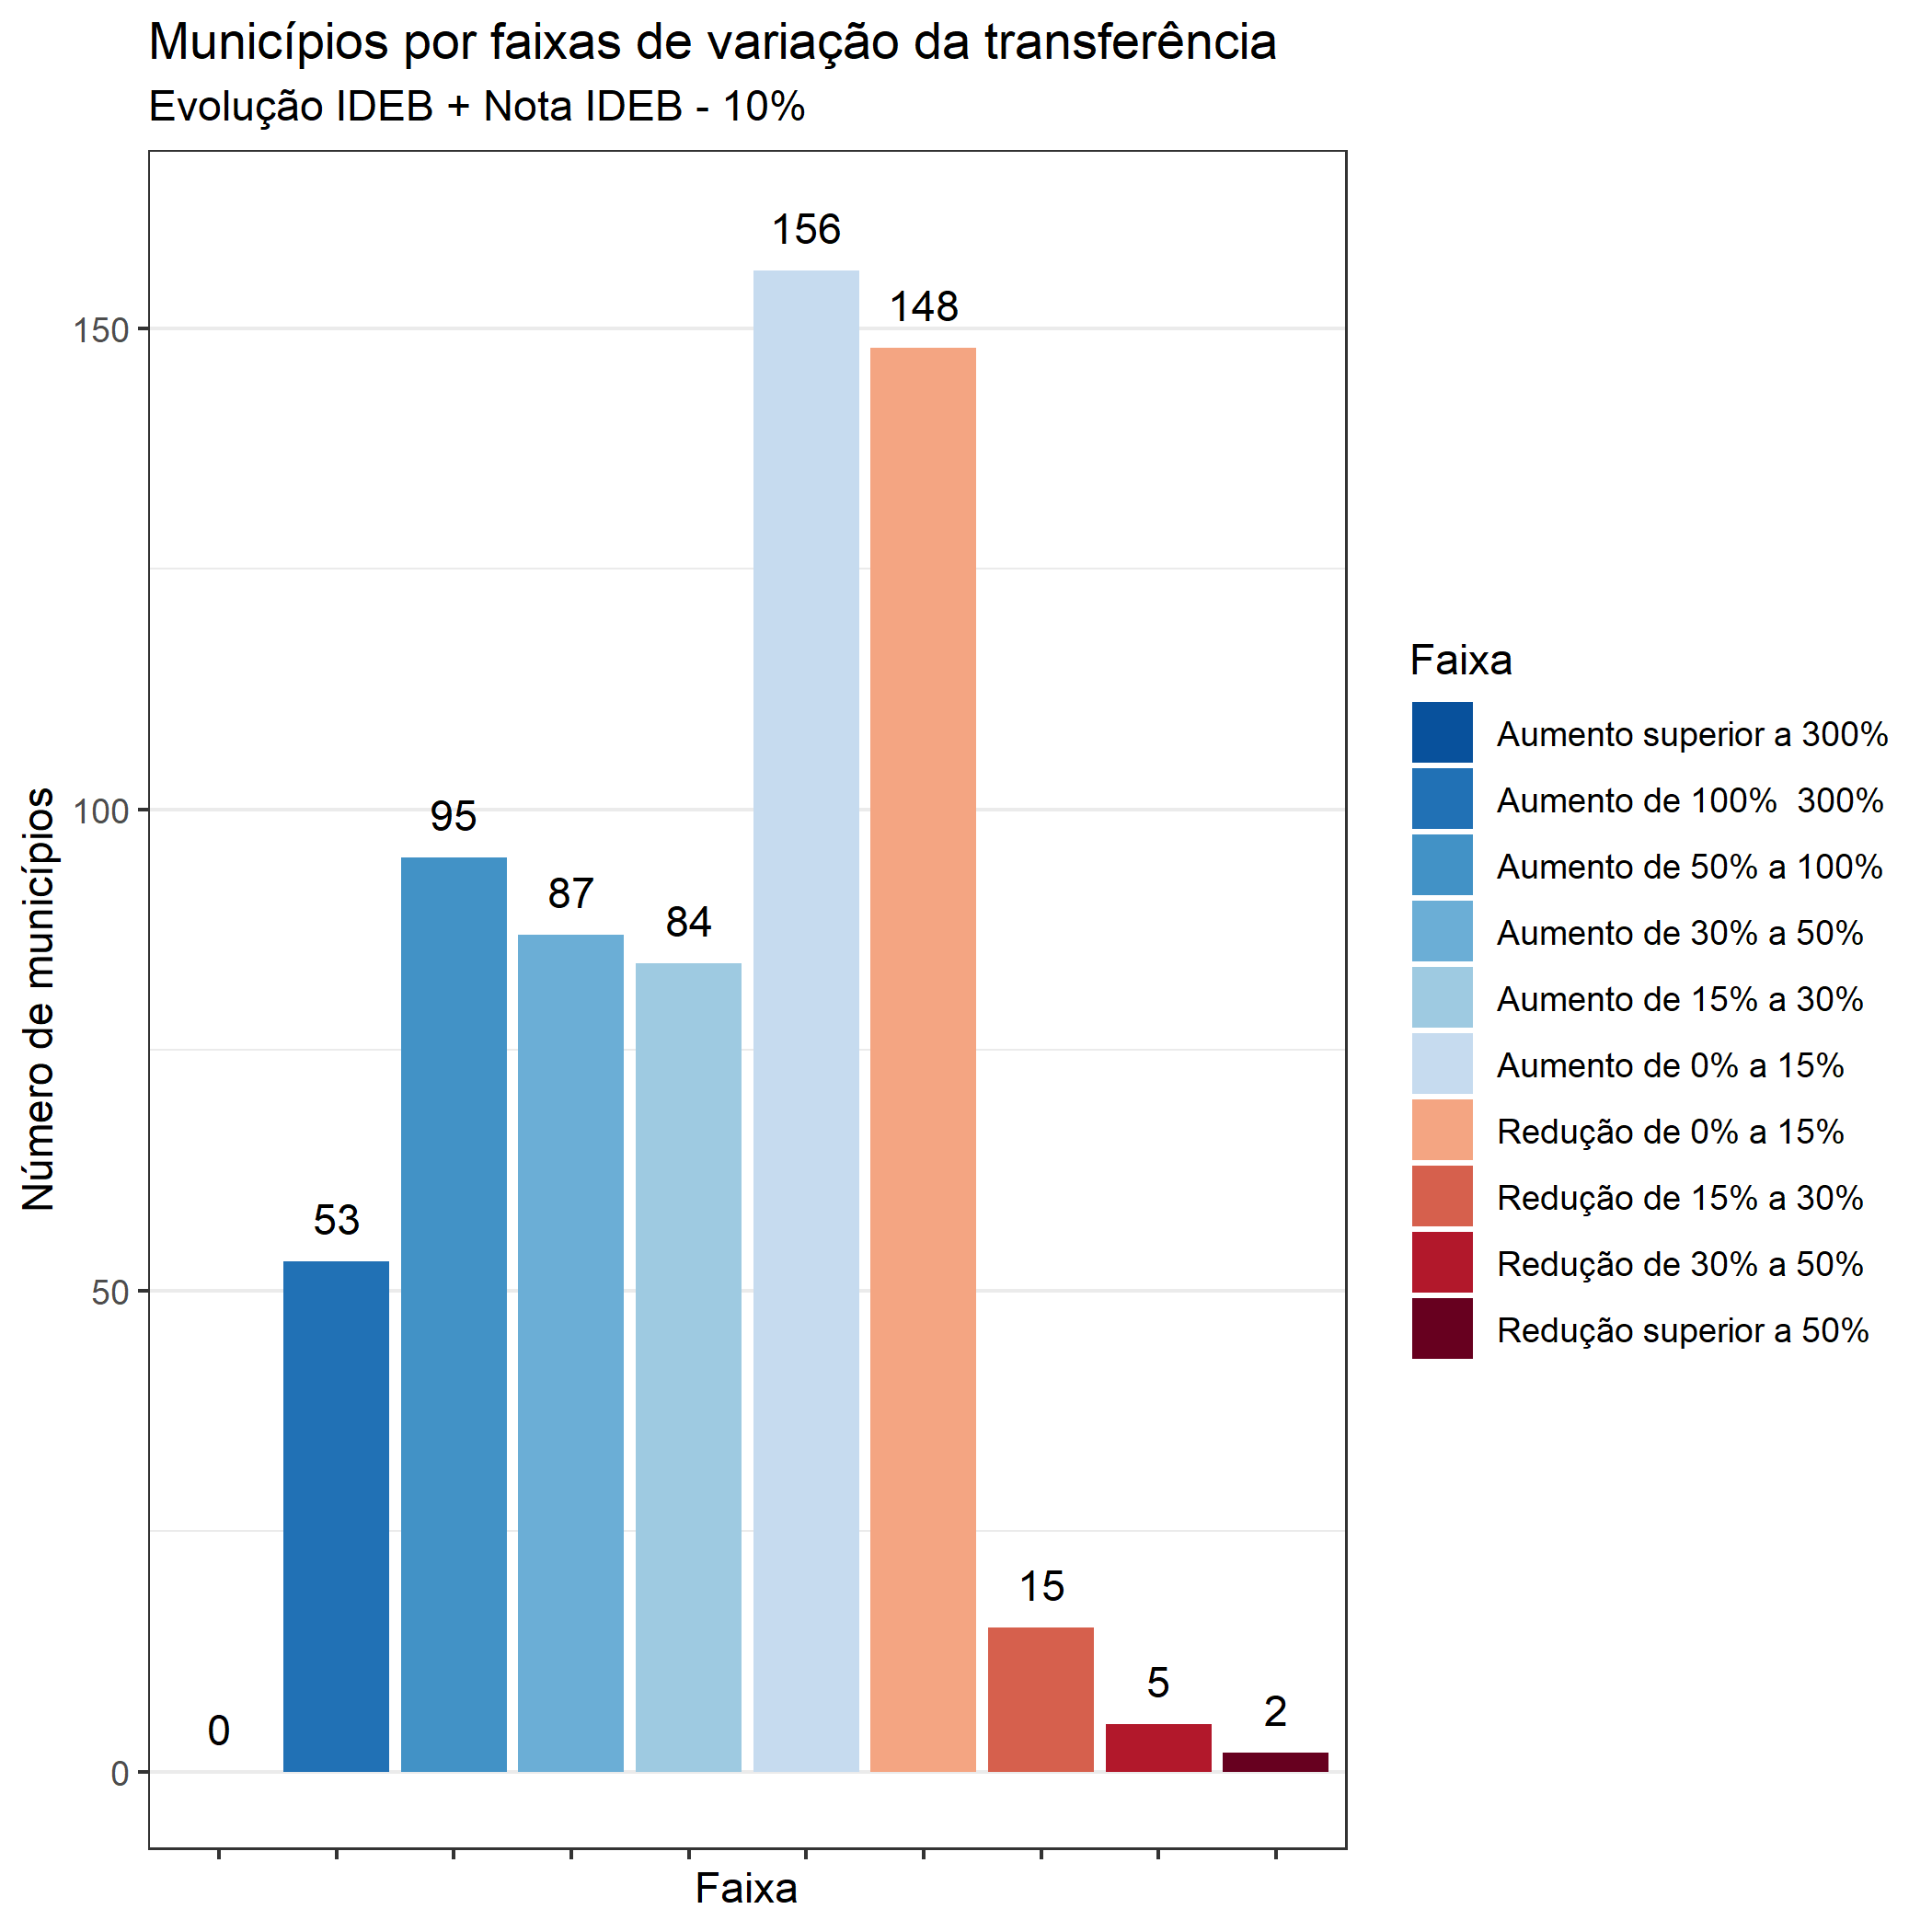 Municípios por faixas de variação da transferência
Evolução IDEB + Nota IDEB - 10%
Número de municípios
150
100
50
0
0
53
95
87
84
156
148
15
5
2
Faixa
Faixa
Aumento superior a 300%
Aumento de 100%  300%
Aumento de 50% a 100%
Aumento de 30% a 50%
Aumento de 15% a 30%
Aumento de 0% a 15%
Redução de 0% a 15%
Redução de 15% a 30%
Redução de 30% a 50%
Redução superior a 50%